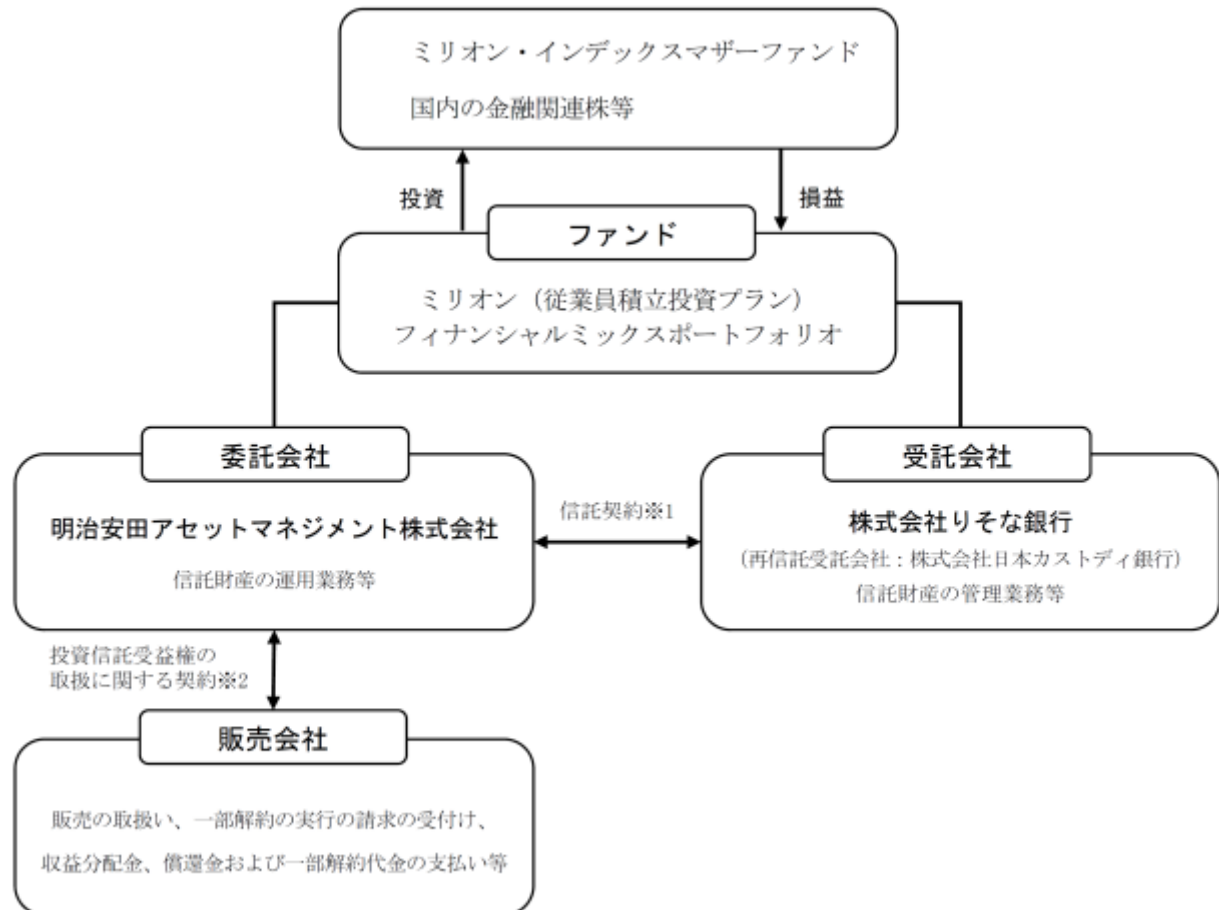 ミリオン・インデックスマザーファンド
国内の金融関連株等
投資
損益
ファンド
ミリオン（従業員積立投資プラン）
フィナンシャルミックスポートフォリオ
委託会社
明治安田アセットマネジメント株式会社
信託財産の運用業務等
信託契約※1
受託会社
株式会社りそな銀行
(再信託受託会社：株式会社日本カストディ銀行)
信託財産の管理業務等
投資信託受益権の
取扱に関する契約※2
販売会社
販売の取扱い、一部解約の実行の請求の受付け、
収益分配金、償還金および一部解約代金の支払い等